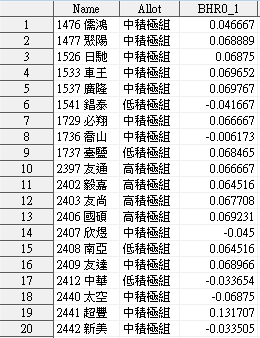 Name Allot BHR0_1
1 1476 儒鴻 中積極組 0.046667
2 1477 聚陽 中積極組 0.068889
3 1526 日馳 中積極組 0.06875
4 1533 車王 中積極組 0.069652
5 1537 廣隆 中積極組 0.069767
6 1541 錩泰 低積極組 -0.041667
7 1729 必翔 中積極組 0.066667
8 1736 喬山 中積極組 -0.006173
9 1737 臺鹽 低積極組 0.068465
10 2397 友通 高積極組 0.066667
11 2402 毅嘉 高積極組 0.064516
12 2403 友尚 高積極組 0.067708
13 2406 國碩 高積極組 0.069231
14 2407 欣煜 中積極組 -0.045
15 2408 南亞 低積極組 0.064516
16 2409 友達 中積極組 0.068966
17 2412 中華 低積極組 -0.033654
18 2440 太空 中積極組 -0.06875
19 2441 超豐 中積極組 0.131707
20 2442 新美 中積極組 -0.033505